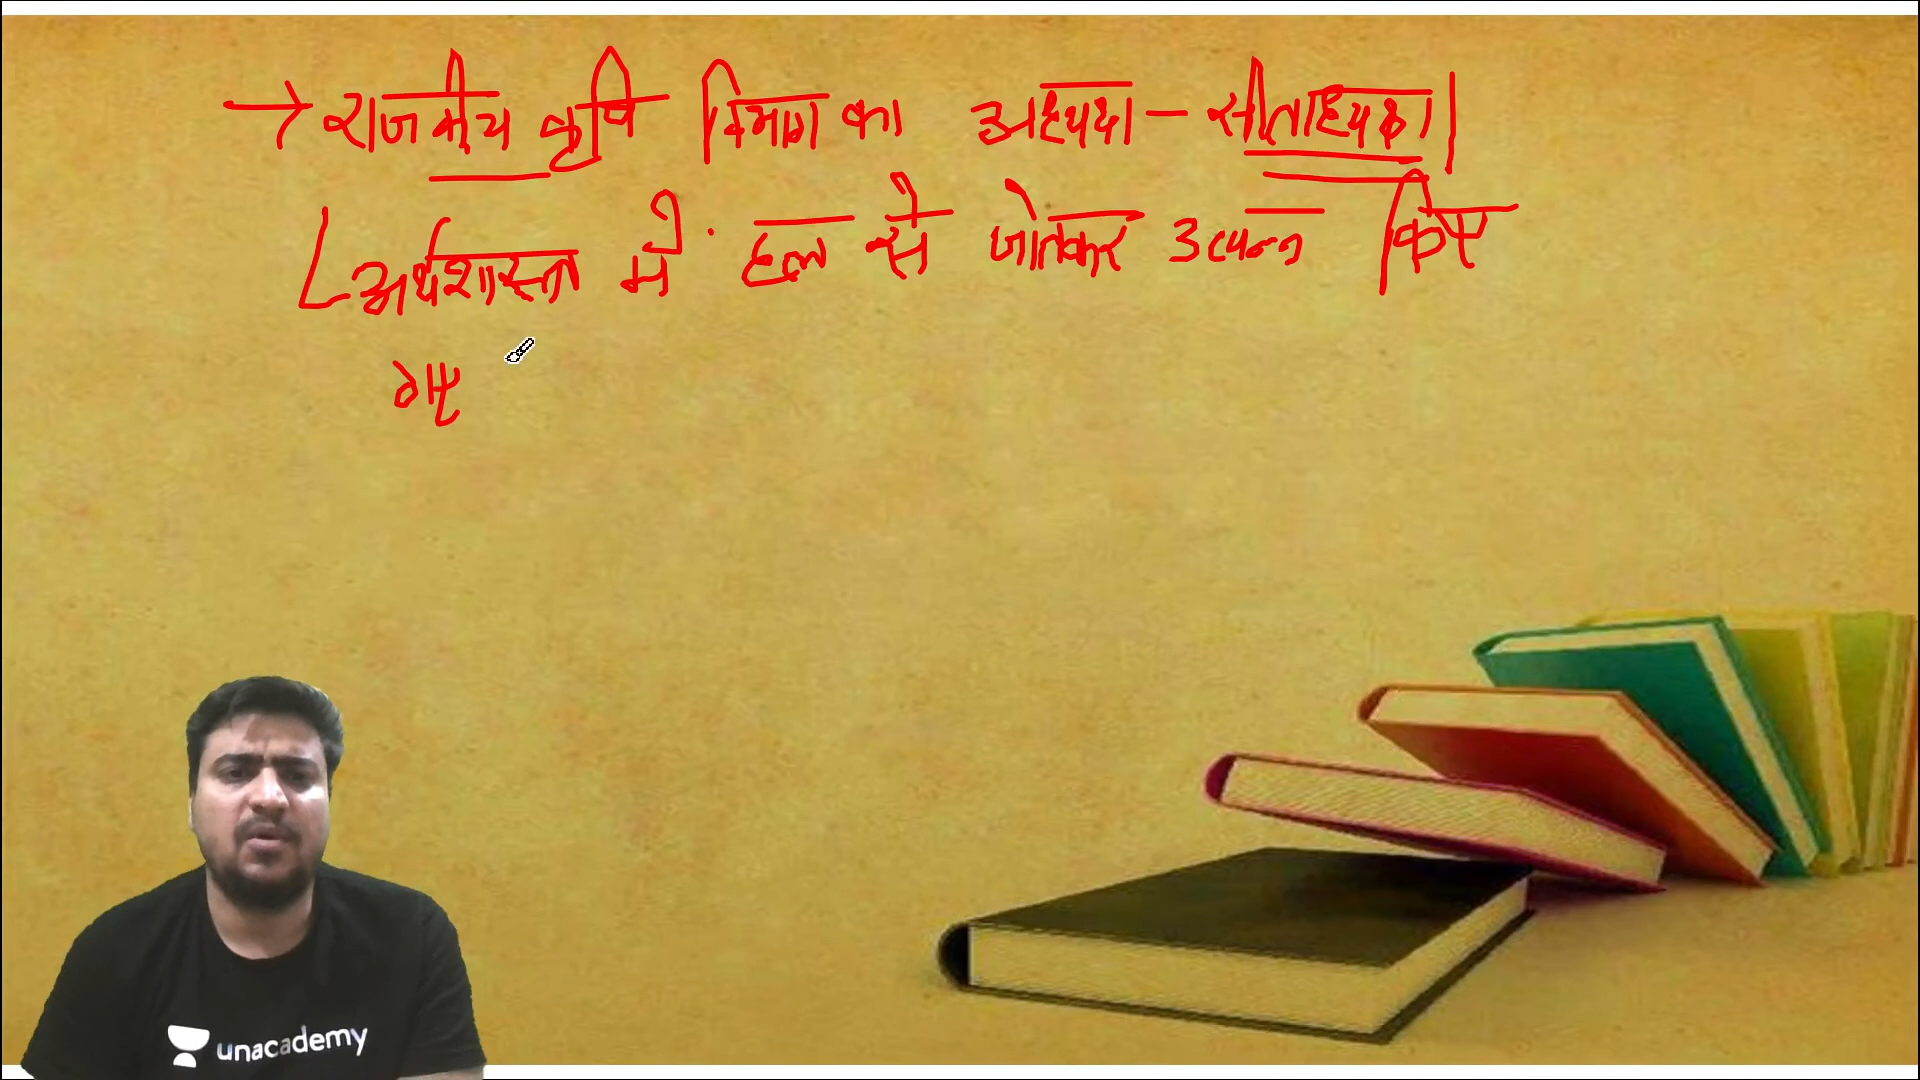 → राजकीय कृषि विभाग का अध्यक्ष - सीताध्यक्ष।
अर्थशास्त्र में हल से जोतकर उत्पन्न किए
गए
unacademy